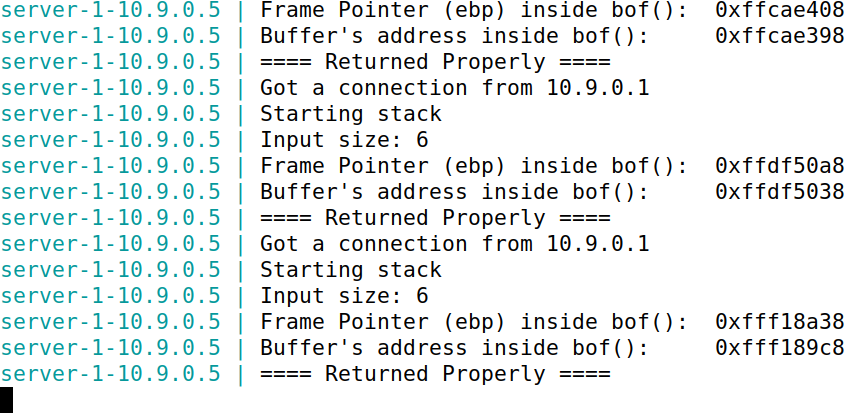 server-1-10.9.0.5 | Frame Pointer (ebp) inside bof():  0xffcae408
server-1-10.9.0.5 | Buffer's address inside bof():     0xffcae398
server-1-10.9.0.5 | ==== Returned Properly ====
server-1-10.9.0.5 | Got a connection from 10.9.0.1
server-1-10.9.0.5 | Starting stack
server-1-10.9.0.5 | Input size: 6
server-1-10.9.0.5 | Frame Pointer (ebp) inside bof():  0xffdf50a8
server-1-10.9.0.5 | Buffer's address inside bof():     0xffdf5038
server-1-10.9.0.5 | ==== Returned Properly ====
server-1-10.9.0.5 | Got a connection from 10.9.0.1
server-1-10.9.0.5 | Starting stack
server-1-10.9.0.5 | Input size: 6
server-1-10.9.0.5 | Frame Pointer (ebp) inside bof():  0xfff18a38
server-1-10.9.0.5 | Buffer's address inside bof():     0xfff189c8
server-1-10.9.0.5 | ==== Returned Properly ====